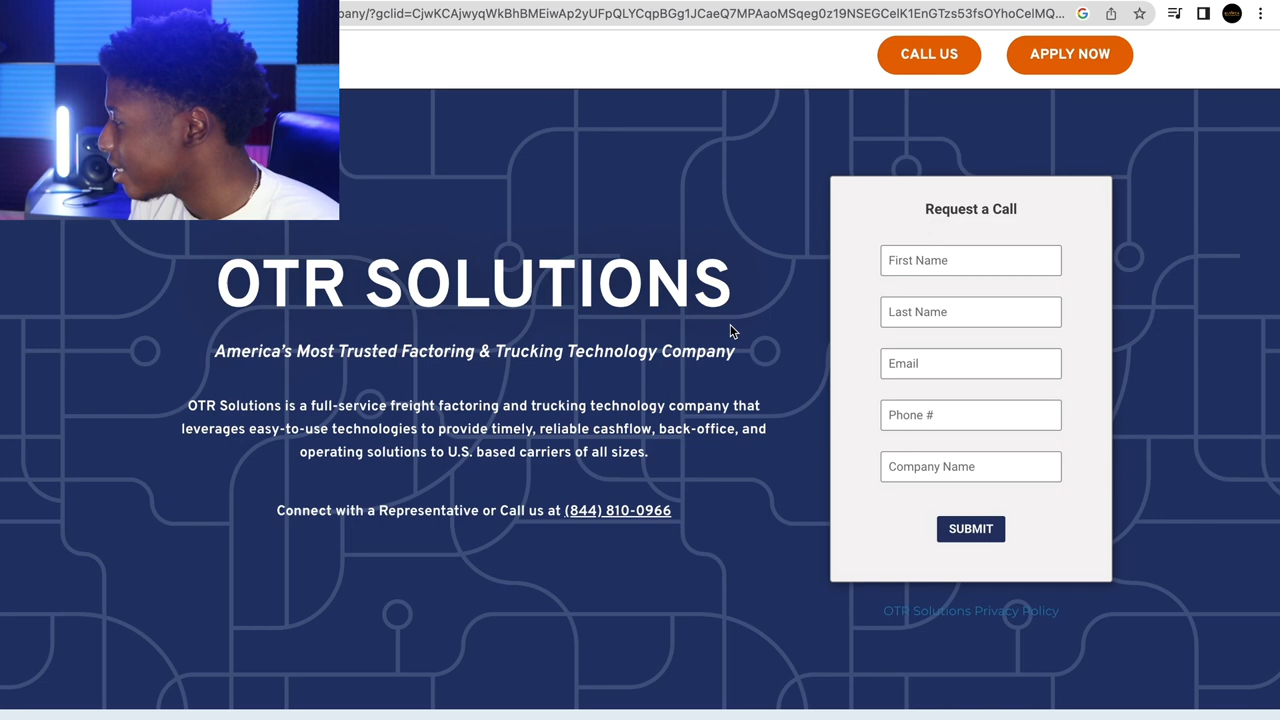 CALL US
APPLY NOW
OTR SOLUTIONS
America's Most Trusted Factoring & Trucking Technology Company
OTR Solutions is a full-service freight factoring and trucking technology company that
leverages easy-to-use technologies to provide timely, reliable cashflow, back-office, and
operating solutions to U.S. based carriers of all sizes.
Connect with a Representative or Call us at (844) 810-0966
Request a Call
First Name
Last Name
Email
Phone #
Company Name
SUBMIT
OTR Solutions Privacy Policy